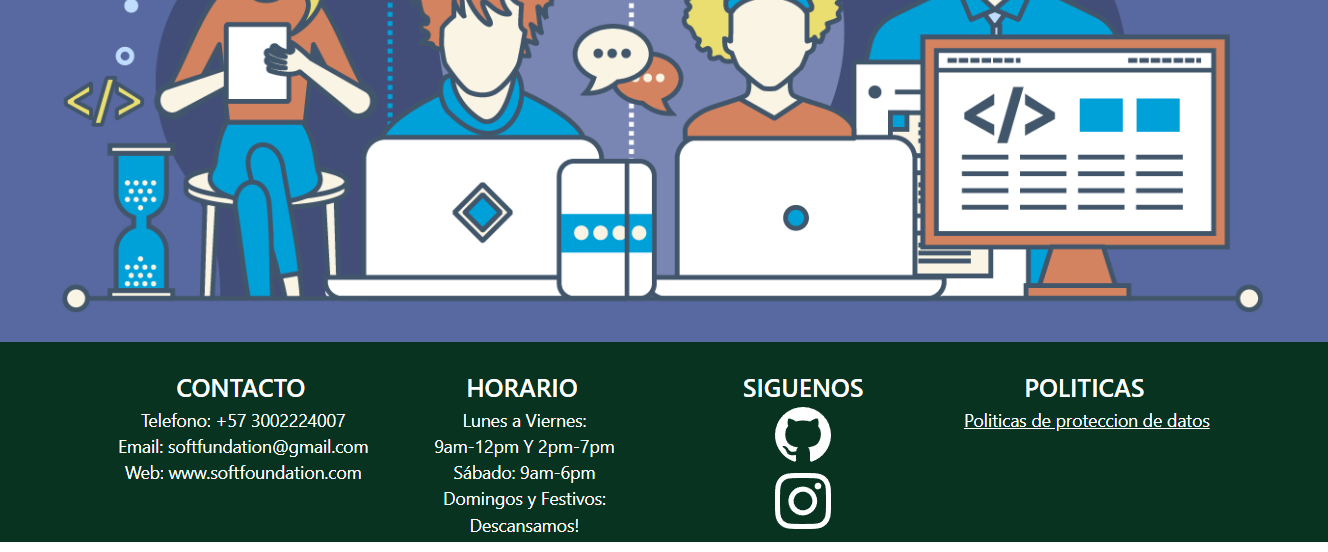 </>
</>
CONTACTO
Telefono: +57 3002224007
Email: softfundation@gmail.com
Web: www.softfoundation.com
HORARIO
Lunes a Viernes:
9am-12pm Y 2pm-7pm
Sábado: 9am-6pm
Domingos y Festivos:
Descansamos!
SIGUENOS
POLITICAS
Politicas de proteccion de datos